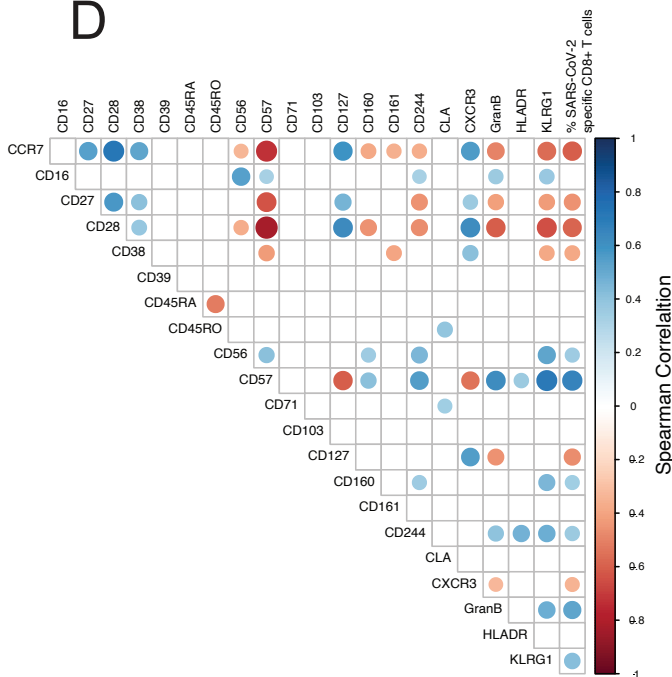 D
CD16
CD27
CD28
CD38
CD39
CD45RA
CD45RO
CD56
CD57
CD71
CD103
CD127
CD160
CD161
CD244
CLA
CXCR3
GranB
HLADR
KLRG1
% SARS-CoV-2
specific CD8+ T cells
CCR7
CD16
CD27
CD28
CD38
CD39
CD45RA
CD45RO
CD56
CD57
CD71
CD103
CD127
CD160
CD161
CD244
CLA
CXCR3
GranB
HLADR
KLRG1
1
0.8
0.6
0.4
0.2
0
-0.2
-0.4
-0.6
-0.8
-1
Spearman Correlaltion